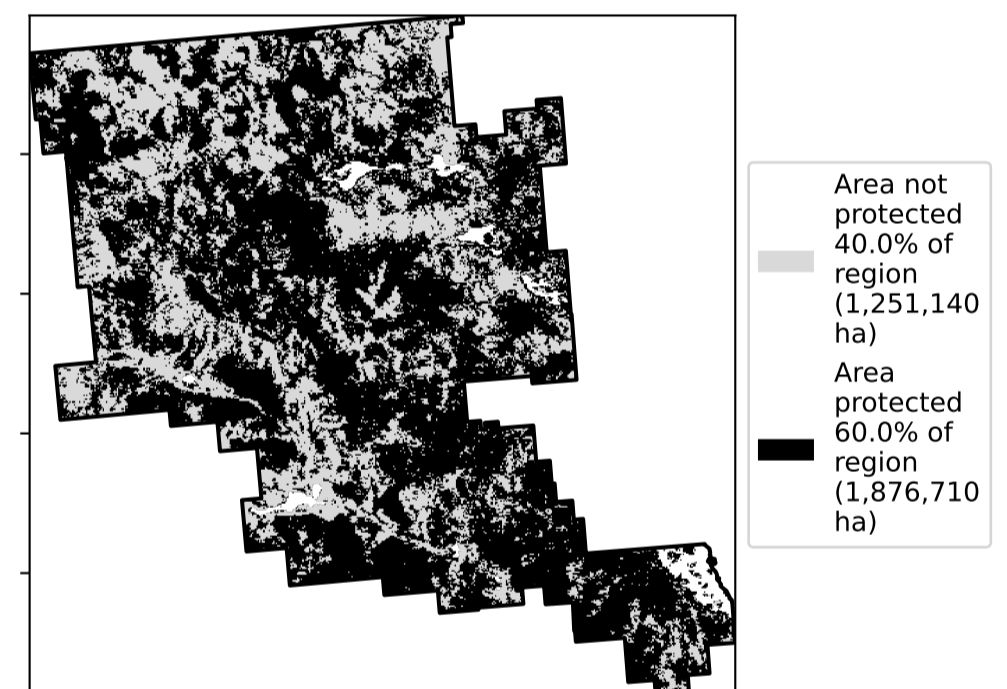 Area not
protected
40.0% of
region
(1,251,140
ha)
Area
protected
60.0% of
region
(1,876,710
ha)